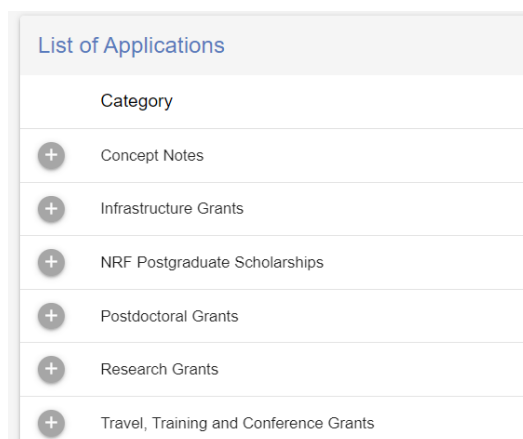 List of Applications
Category
Concept Notes
Infrastructure Grants
NRF Postgraduate Scholarships
Postdoctoral Grants
Research Grants
Travel, Training and Conference Grants